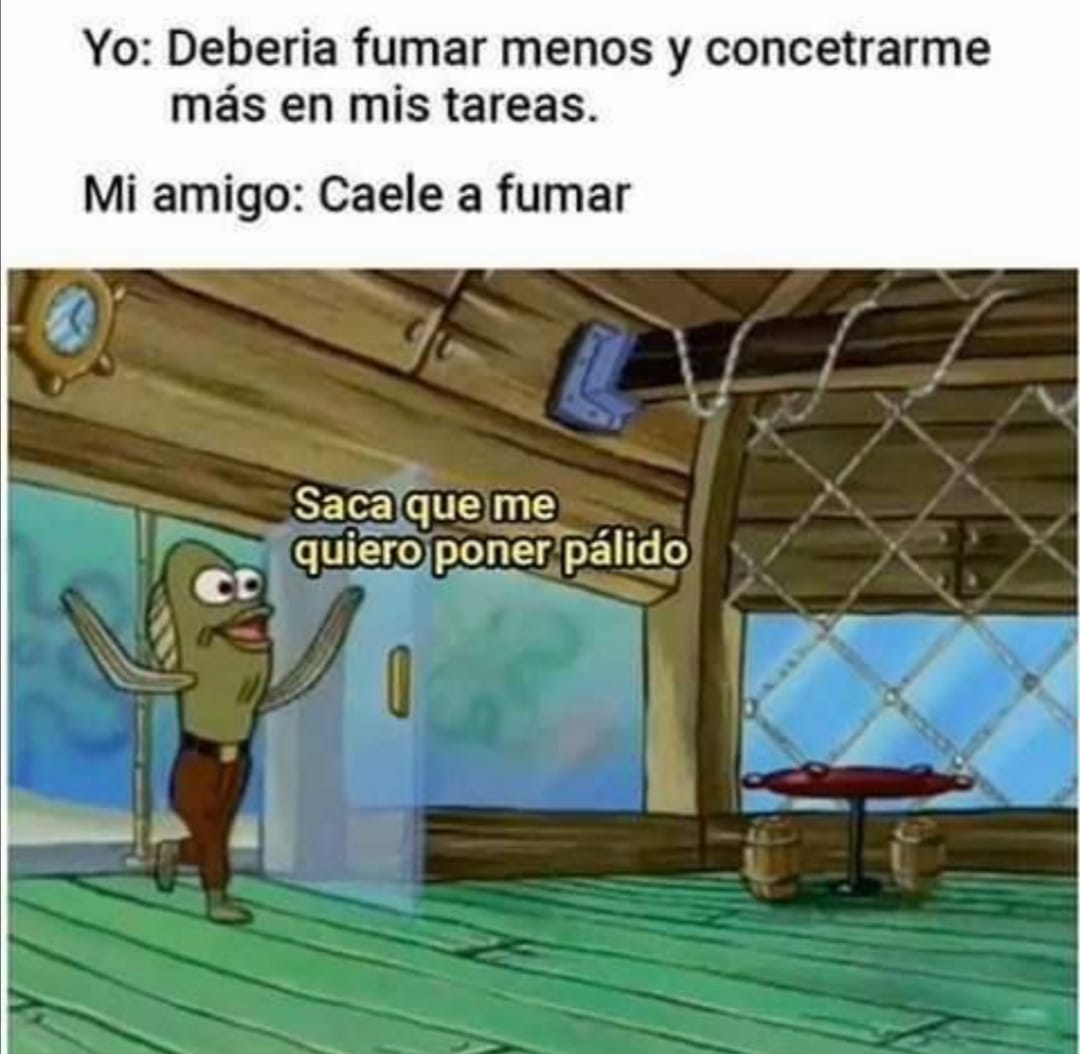 Yo: Deberia fumar menos y concetrarme
más en mis tareas.
Mi amigo: Caele a fumar
Saca que me
quiero poner pálido